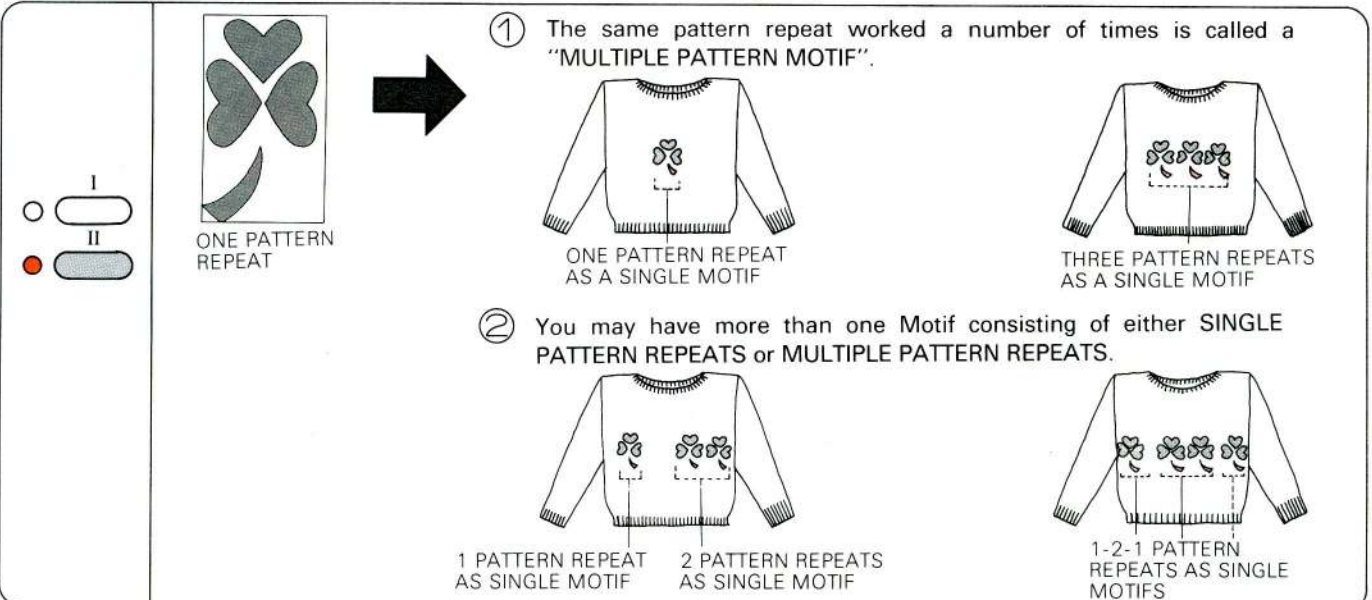 I
II
ONE PATTERN
REPEAT
① The same pattern repeat worked a number of times is called a
"MULTIPLE PATTERN MOTIF".
ONE PATTERN REPEAT
AS A SINGLE MOTIF
THREE PATTERN REPEATS
AS A SINGLE MOTIF
② You may have more than one Motif consisting of either SINGLE
PATTERN REPEATS or MULTIPLE PATTERN REPEATS.
1 PATTERN REPEAT
AS SINGLE MOTIF
2 PATTERN REPEATS
AS SINGLE MOTIF
1-2-1 PATTERN
REPEATS AS SINGLE
MOTIFS